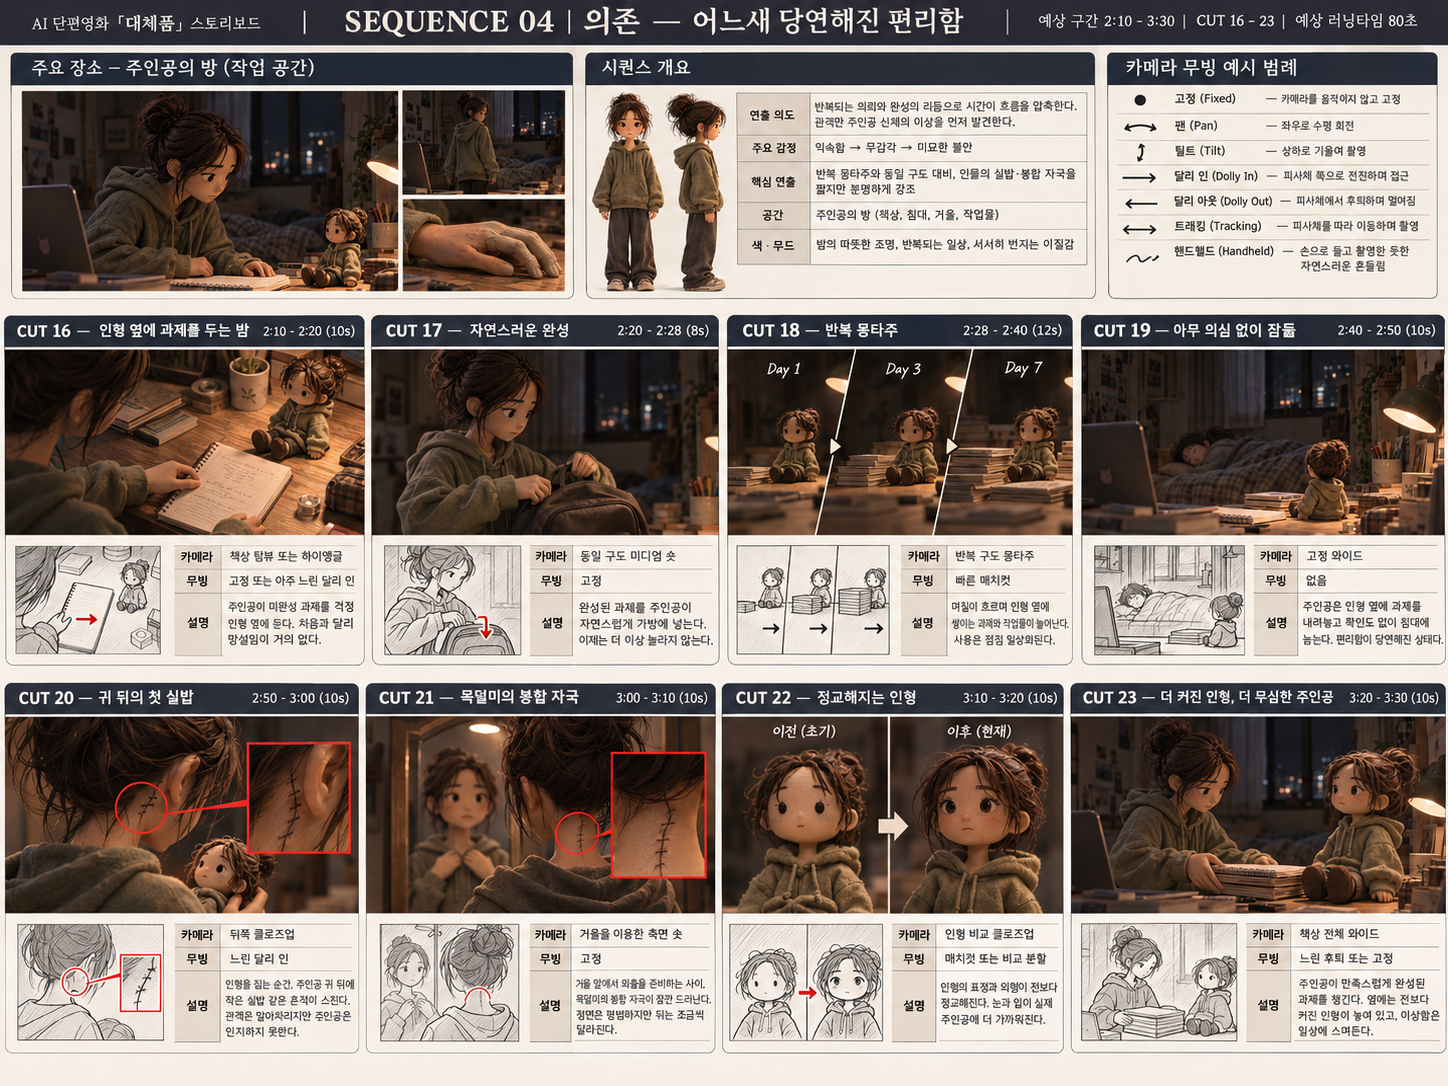 AI 단편영화 「대체품」 스토리보드
SEQUENCE 04 | 의존 — 어느새 당연해진 편리함
예상 구간 2:10 - 3:30 | CUT 16 - 23 | 예상 러닝타임 80초
주요 장소 – 주인공의 방 (작업 공간)
시퀀스 개요
연출 의도
반복되는 의뢰와 완성의 리듬으로 시간이 흐름을 압축한다.
관객만 주인공 신체의 이상을 먼저 발견한다.
주요 감정
익숙함 → 무감각 → 미묘한 불안
핵심 연출
반복 몽타주와 동일 구도 대비, 인물의 실밥·봉합 자국을
짧지만 분명하게 강조
공간
주인공의 방 (책상, 침대, 거울, 작업물)
색 · 무드
밤의 따뜻한 조명, 반복되는 일상, 서서히 번지는 이질감
카메라 무빙 예시 범례
고정 (Fixed) — 카메라를 움직이지 않고 고정
팬 (Pan) — 좌우로 수평 회전
틸트 (Tilt) — 상하로 기울여 촬영
달리 인 (Dolly In) — 피사체 쪽으로 전진하며 접근
달리 아웃 (Dolly Out) — 피사체에서 후퇴하며 멀어짐
트래킹 (Tracking) — 피사체를 따라 이동하며 촬영
핸드헬드 (Handheld) — 손으로 들고 촬영한 듯한
자연스러운 흔들림
CUT 16 — 인형 옆에 과제를 두는 밤 2:10 - 2:20 (10s)
카메라 책상 탑뷰 또는 하이앵글
무빙 고정 또는 아주 느린 달리 인
설명
주인공이 미완성 과제를 걱정
인형 옆에 둔다. 처음과 달리
망설임이 거의 없다.
CUT 17 — 자연스러운 완성 2:20 - 2:28 (8s)
카메라 동일 구도 미디엄 숏
무빙 고정
설명
완성된 과제를 주인공이
자연스럽게 가방에 넣는다.
이제는 더 이상 놀라지 않는다.
CUT 18 — 반복 몽타주 2:28 - 2:40 (12s)
Day 1
Day 3
Day 7
카메라 반복 구도 몽타주
무빙 빠른 매치컷
설명
며칠이 흐르며 인형 옆에
쌓이는 과제와 작업물이 늘어난다.
사용은 점점 일상화된다.
CUT 19 — 아무 의심 없이 잠듦 2:40 - 2:50 (10s)
카메라 고정 와이드
무빙 없음
설명
주인공은 인형 옆에 과제를
내려놓고 확인도 없이 침대에
눕는다. 편리함이 당연해진 상태다.
CUT 20 — 귀 뒤의 첫 실밥 2:50 - 3:00 (10s)
카메라 뒤쪽 클로즈업
무빙 느린 달리 인
설명
인형을 집는 순간, 주인공 귀 뒤에
작은 실밥 같은 흔적이 스친다.
관객은 알아차리지만 주인공은
인지하지 못한다.
CUT 21 — 목덜미의 봉합 자국 3:00 - 3:10 (10s)
카메라 거울을 이용한 측면 숏
무빙 고정
설명
거울 앞에서 외출을 준비하는 사이,
목덜미의 봉합 자국이 잠깐 드러난다.
정면은 평범하지만 뒤는 조금씩
달라진다.
CUT 22 — 정교해지는 인형 3:10 - 3:20 (10s)
이전 (초기)
이후 (현재)
카메라 인형 비교 클로즈업
무빙 매치컷 또는 비교 분할
설명
인형의 표정과 외형이 전보다
정교해진다. 눈과 입이 실제
주인공에 더 가까워진다.
CUT 23 — 더 커진 인형, 더 무심한 주인공 3:20 - 3:30 (10s)
카메라 책상 전체 와이드
무빙 느린 후퇴 또는 고정
설명
주인공이 만족스럽게 완성된
과제를 챙긴다. 옆에는 전보다
커진 인형이 놓여 있고, 이상함은
일상에 스며든다.